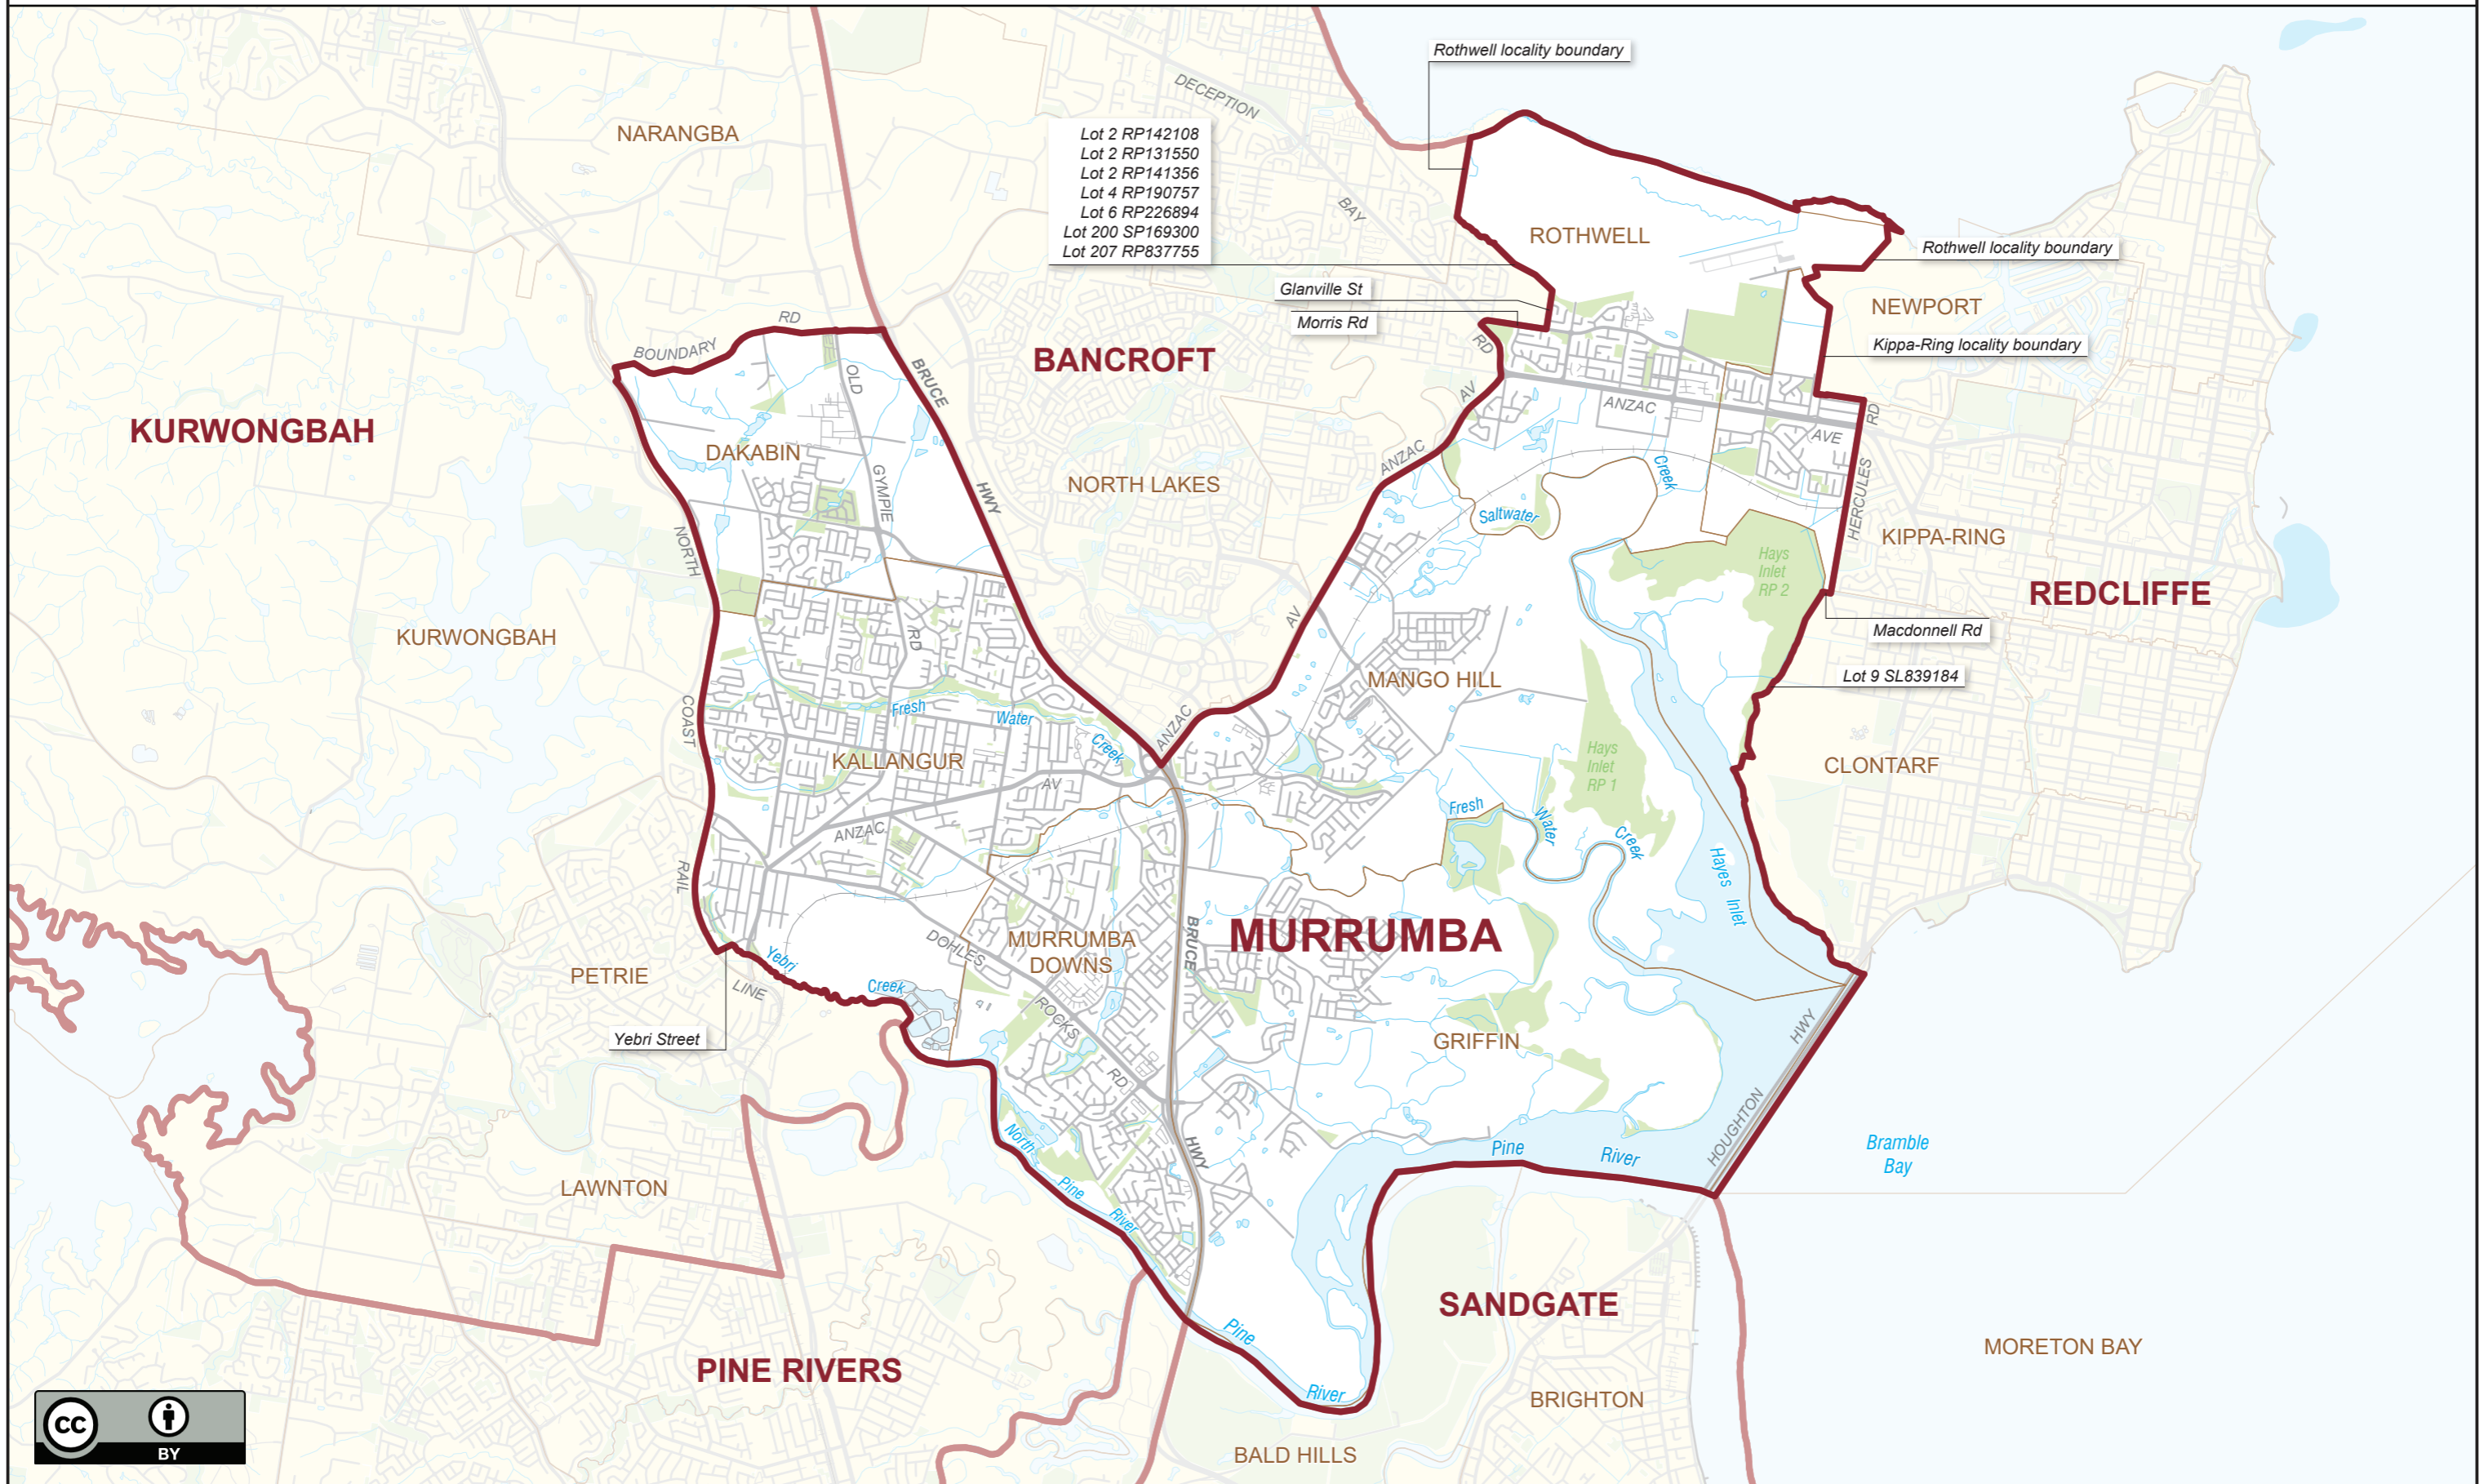 Rothwell locality boundary
DECEPTION
NARANGBA
Lot 2 RP142108
Lot 2 RP131550
Lot 2 RP141356
Lot 4 RP190757
Lot 6 RP226894
Lot 200 SP169300
Lot 207 RP837755
BAY
ROTHWELL
Rothwell locality boundary
Glanville St
NEWPORT
Morris Rd
RD
BOUNDARY
RD
Kippa-Ring locality boundary
BANCROFT
OLD
BRUCE
AV
ANZAC
RD
KURWONGBAH
AVE
DAKABIN
ANZAC
Creek
NORTH LAKES
GYMPIE
HWY
HERCULES
Saltwater
KIPPA-RING
NORTH
Hays
Inlet
RP 2
REDCLIFFE
AV
KURWONGBAH
RD
Macdonnell Rd
MANGO HILL
Lot 9 SL839184
COAST
Fresh
Water
ANZAC
Creek
KALLANGUR
Hays
Inlet
RP 1
CLONTARF
AV
Fresh
Water
Creek
ANZAC
RAIL
Hayes
Inlet
MURRUMBA
BRUCE
DOHLES
MURRUMBA
DOWNS
Yebri
PETRIE
LINE
Creek
ROCKS
HWY
Yebri Street
GRIFFIN
RD
HOUGHTON
North
HWY
Pine
River
Bramble
Bay
LAWNTON
Pine
River
SANDGATE
Pine
MORETON BAY
PINE RIVERS
River
BRIGHTON
BALD HILLS
cc
BY